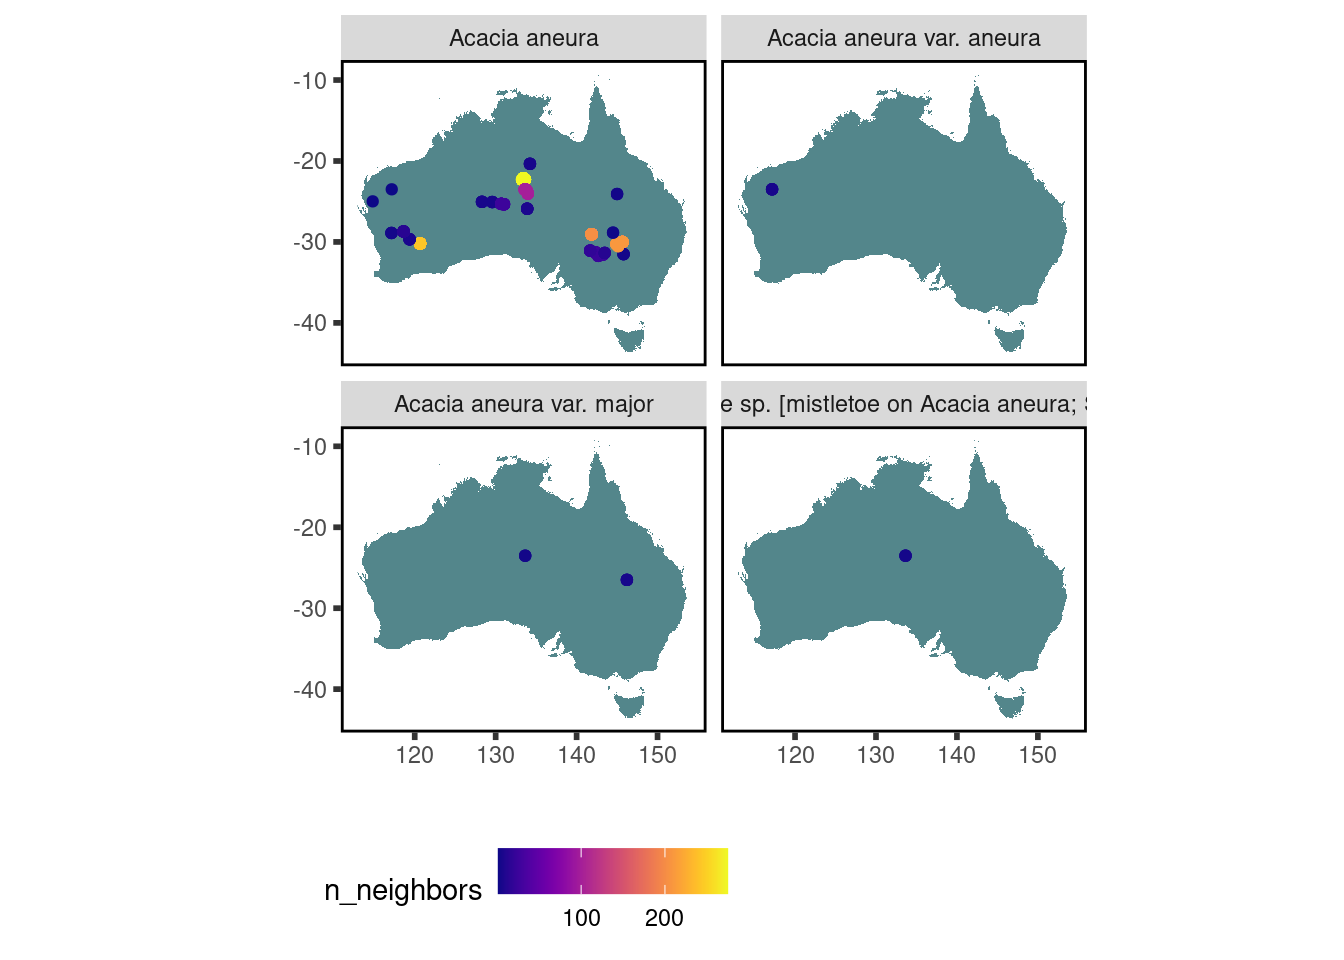 Acacia aneura
Acacia aneura var. aneura
-10
-20
-30
-40
Acacia aneura var. major
e sp. [mistletoe on Acacia aneura;
-10
-20
-30
-40
120 130 140 150
120 130 140 150
n_neighbors
100 200